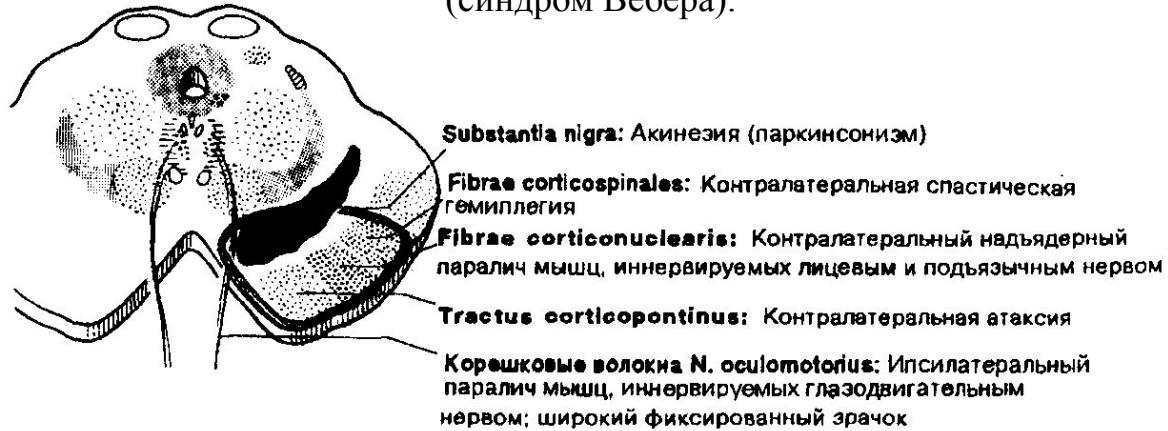 (синдром Вебера).
Substantia nigra: Акинезия (паркинсонизм)
Fibrae corticospinales: Контралатеральная спастическая
гемиплегия
Fibrae corticonuclearis: Контралатеральный надъядерный
паралич мышц, иннервируемых лицевым и подъязычным нервом
Tractus corticopontinus: Контралатеральная атаксия
Корешковые волокна N. oculomotorius: Ипсилатеральный
паралич мышц, иннервируемых глазодвигательным
нервом; широкий фиксированный зрачок